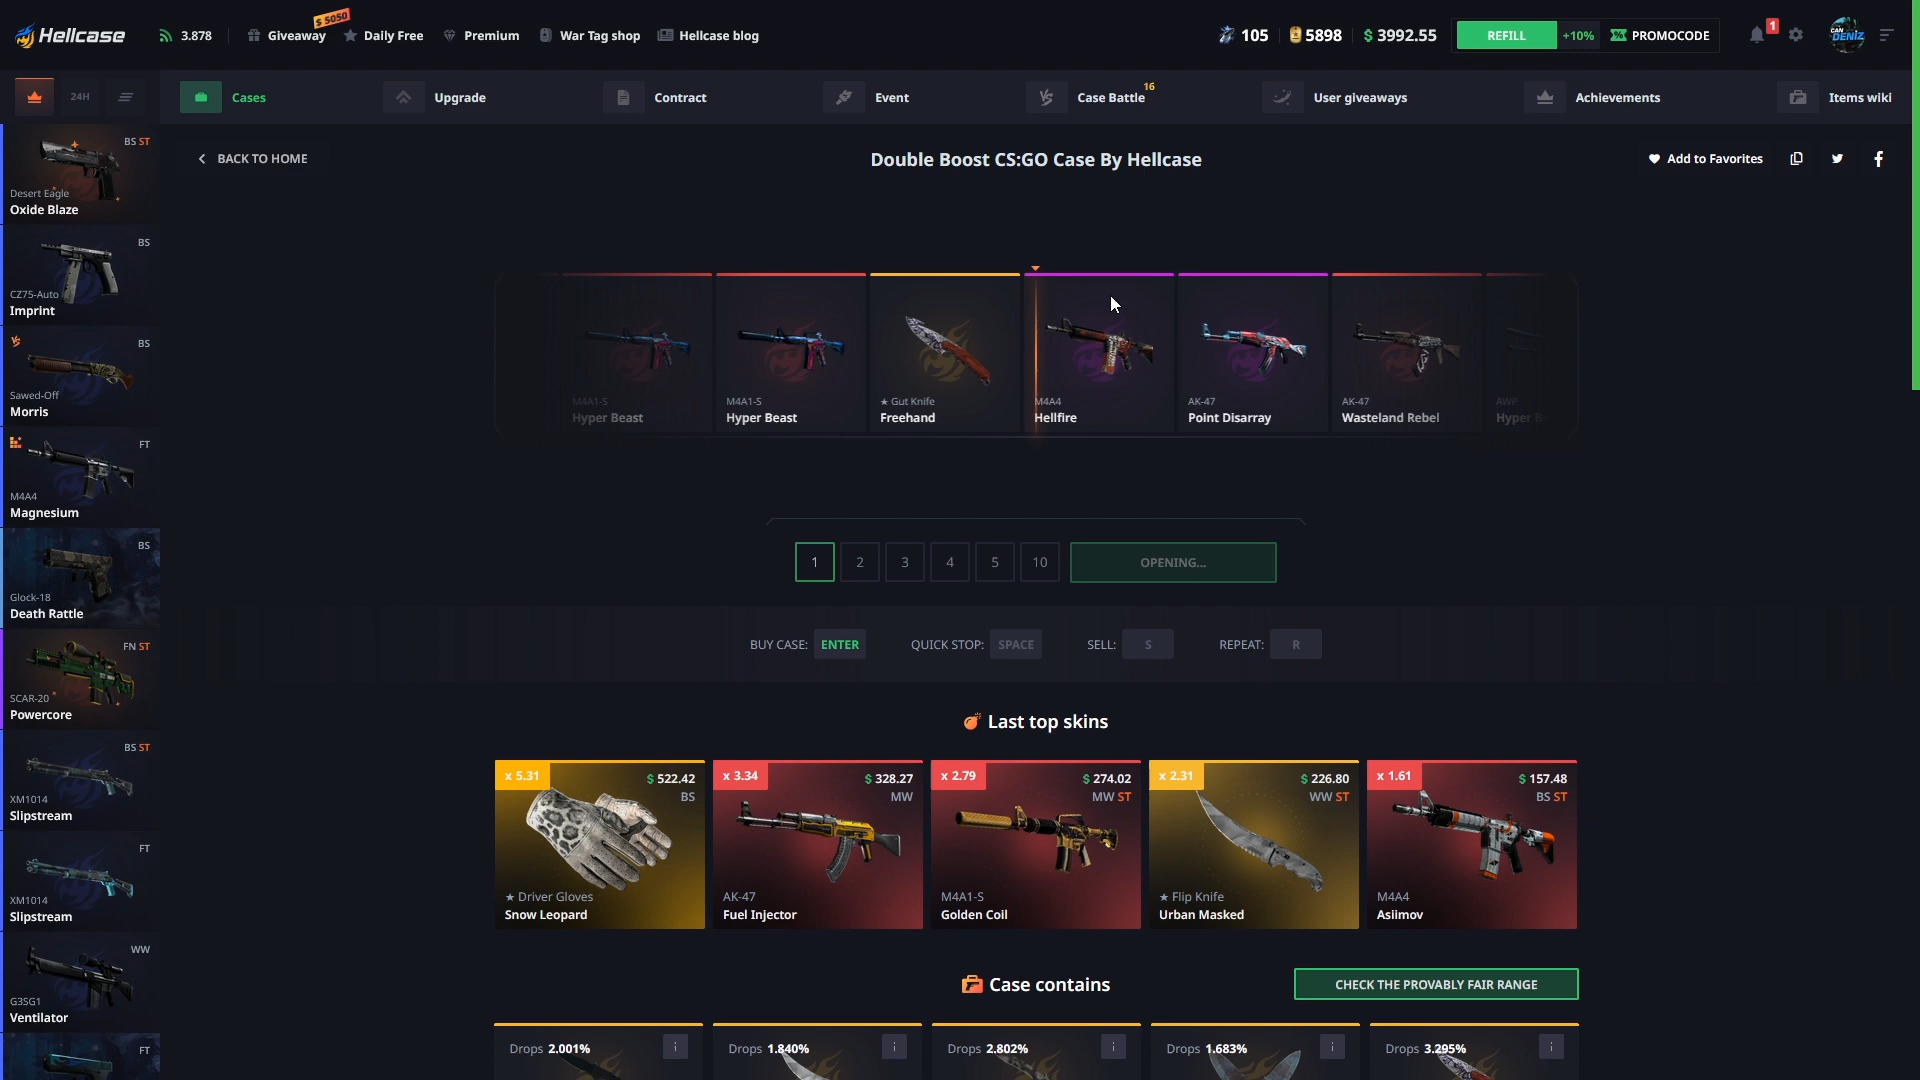 Hellcase
3.878
$ 5050
Giveaway
Daily Free
Premium
War Tag shop
Hellcase blog
105
5898
$ 3992.55
REFILL
+10%
PROMOCODE
1
CAN
DENİZ
24H
Cases
Upgrade
Contract
Event
Case Battle
16
User giveaways
Achievements
Items wiki
BACK TO HOME
Double Boost CS:GO Case By Hellcase
Add to Favorites
BS ST
Desert Eagle
Oxide Blaze
BS
CZ75-Auto
Imprint
BS
Sawed-Off
Morris
FT
M4A4
Magnesium
BS
Glock-18
Death Rattle
FN ST
SCAR-20
Powercore
BS ST
XM1014
Slipstream
FT
XM1014
Slipstream
WW
G3SG1
Ventilator
FT
M4A1-S
Hyper Beast
M4A1-S
Hyper Beast
★ Gut Knife
Freehand
M4A4
Hellfire
AK-47
Point Disarray
AK-47
Wasteland Rebel
AWP
Hyper B
1
2
3
4
5
10
OPENING...
BUY CASE: ENTER
QUICK STOP: SPACE
SELL: S
REPEAT: R
Last top skins
x 5.31
$ 522.42
BS
★ Driver Gloves
Snow Leopard
x 3.34
$ 328.27
MW
AK-47
Fuel Injector
x 2.79
$ 274.02
MW ST
M4A1-S
Golden Coil
x 2.31
$ 226.80
WW ST
★ Flip Knife
Urban Masked
x 1.61
$ 157.48
BS ST
M4A4
Asiimov
Case contains
CHECK THE PROVABLY FAIR RANGE
Drops 2.001%
i
Drops 1.840%
i
Drops 2.802%
i
Drops 1.683%
i
Drops 3.295%
i